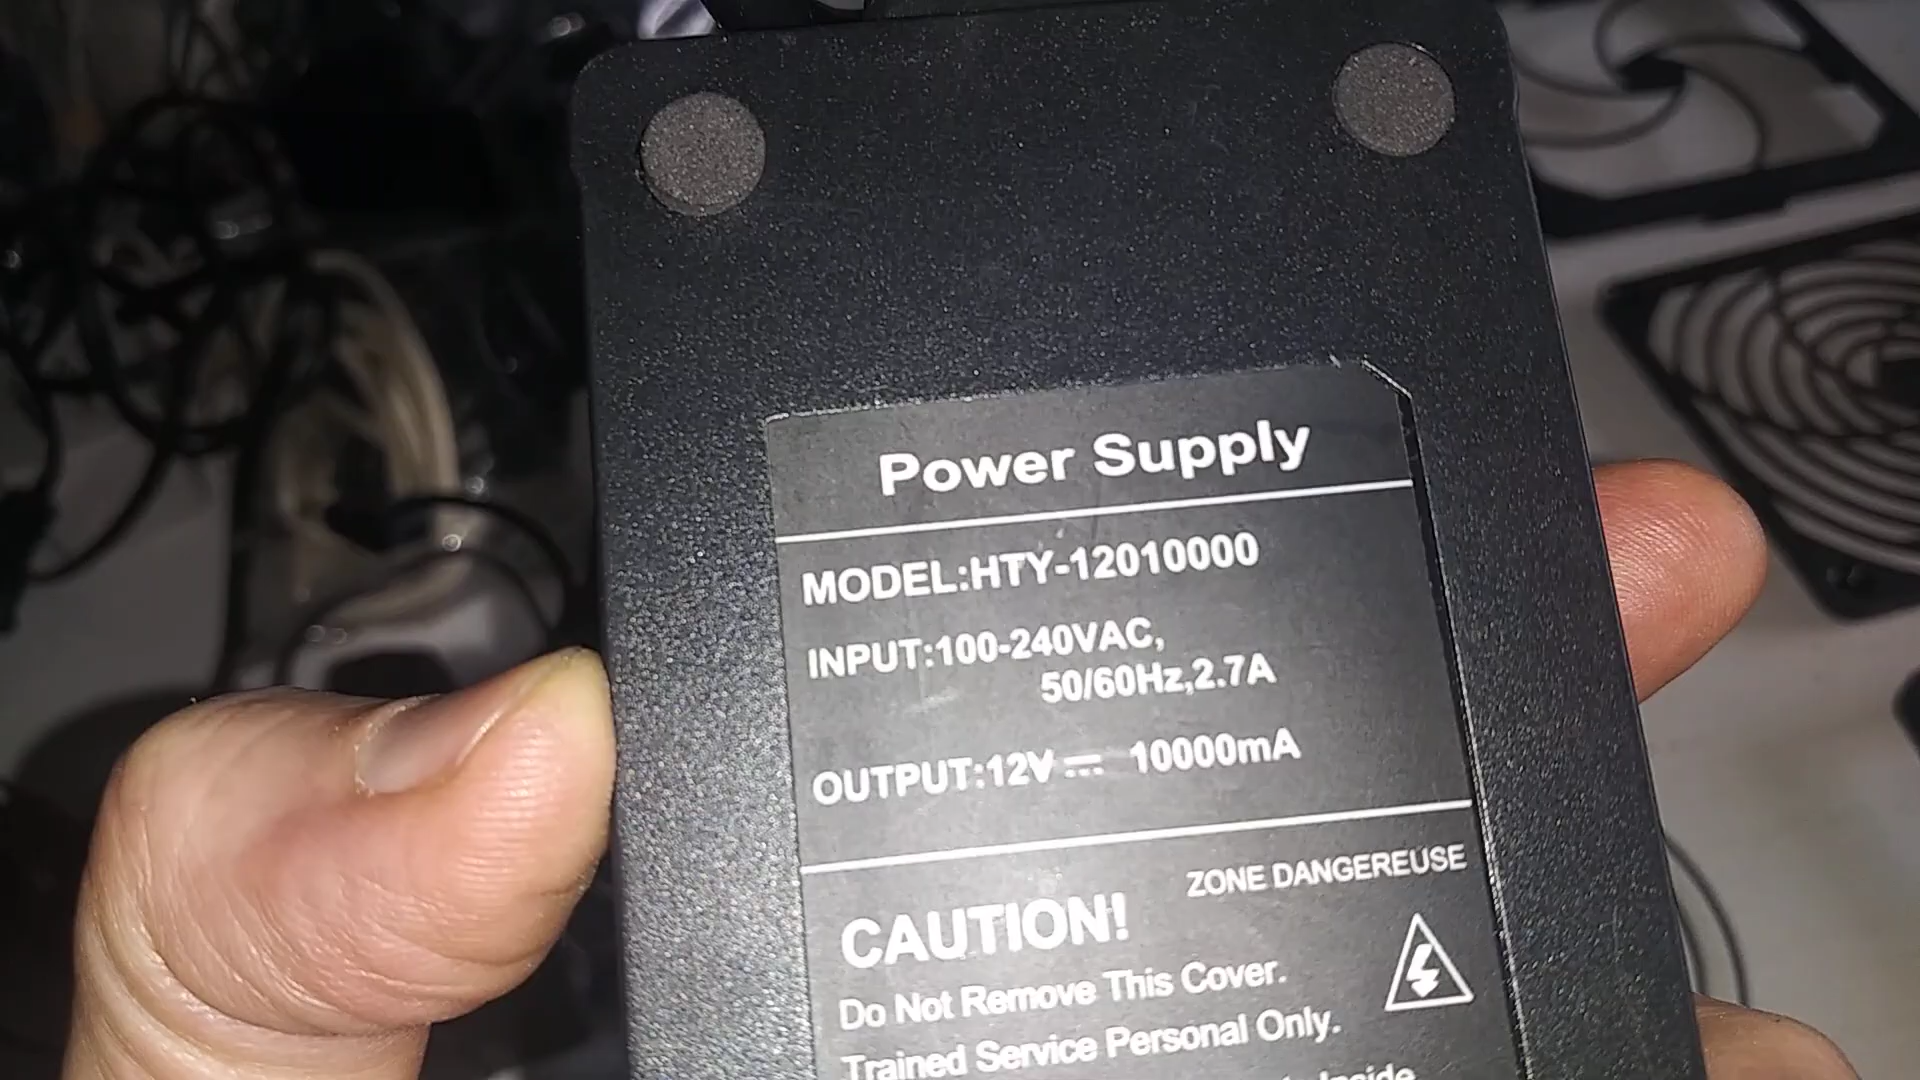 Power Supply
MODEL:HTY-12010000
INPUT:100-240VAC,
50/60Hz,2.7A
OUTPUT:12V⎓ 10000mA
ZONE DANGEREUSE
CAUTION!
Do Not Remove This Cover.
Trained Service Personal Only.
Inside